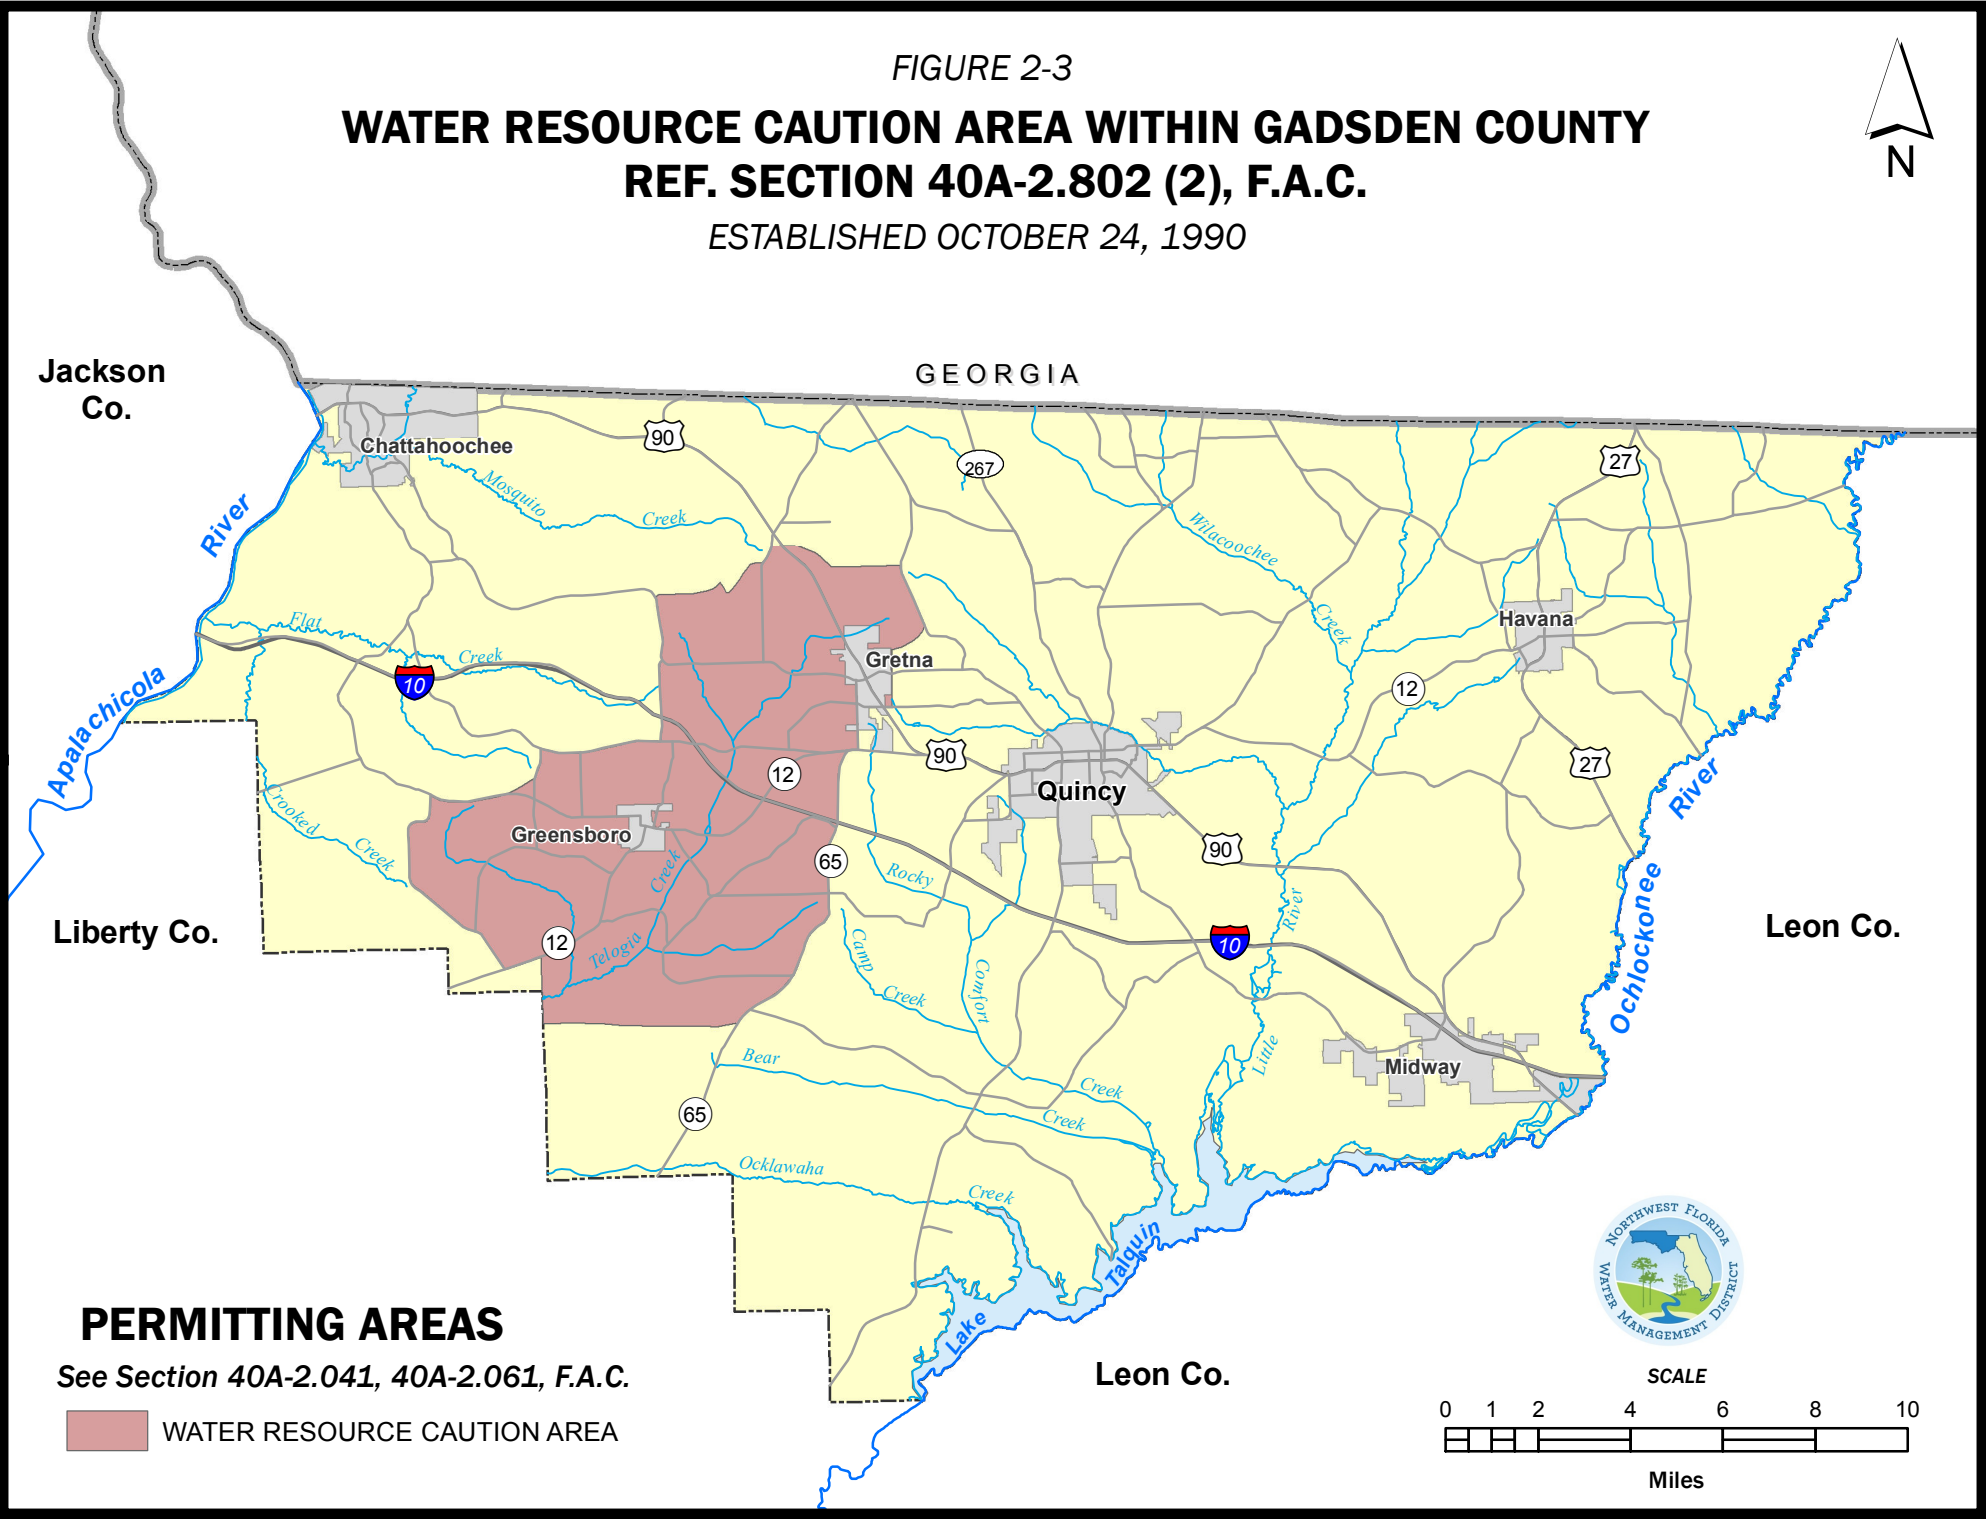 FIGURE 2-3
WATER RESOURCE CAUTION AREA WITHIN GADSDEN COUNTY
REF. SECTION 40A-2.802 (2), F.A.C.
ESTABLISHED OCTOBER 24, 1990
N
Jackson
Co.
GEORGIA
Chattahoochee
90
267
27
Mosquito
Creek
River
Wilacoochee
Creek
Flat
Creek
Havana
Gretna
10
12
Apalachicola
90
12
27
Quincy
River
Crooked
Creek
Greensboro
90
65
Creek
Rocky
Ochlockonee
River
Liberty Co.
Leon Co.
12
Telogia
10
Camp
Creek
Comfort
Little
Midway
Bear
Creek
Creek
65
Ocklawaha
Creek
Talquin
Lake
NORTHWEST FLORIDA
WATER MANAGEMENT DISTRICT
PERMITTING AREAS
See Section 40A-2.041, 40A-2.061, F.A.C.
WATER RESOURCE CAUTION AREA
Leon Co.
SCALE
0 1 2 4 6 8 10
Miles